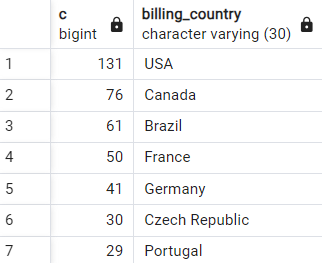 c billing_country
bigint character varying (30)
1 131 USA
2 76 Canada
3 61 Brazil
4 50 France
5 41 Germany
6 30 Czech Republic
7 29 Portugal